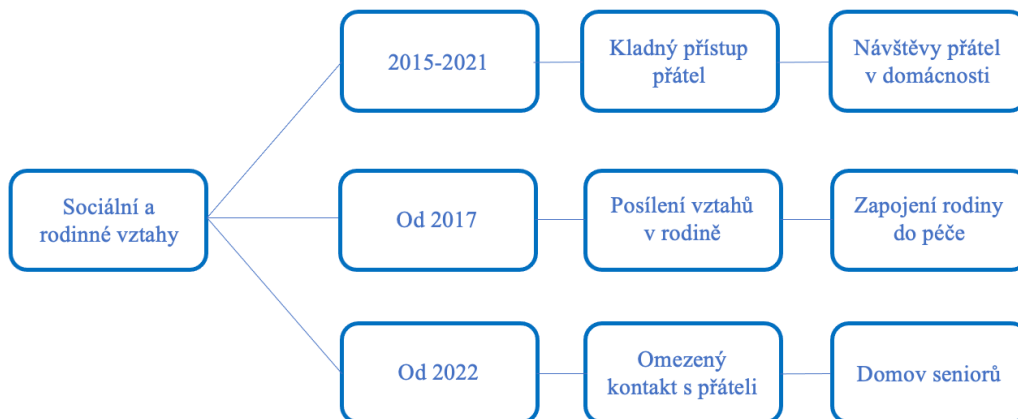 2015-2021
Kladný přístup
přátel
Návštěvy přátel
v domácnosti
Sociální a
rodinné vztahy
Od 2017
Posílení vztahů
v rodině
Zapojení rodiny
do péče
Od 2022
Omezený
kontakt s přáteli
Domov seniorů